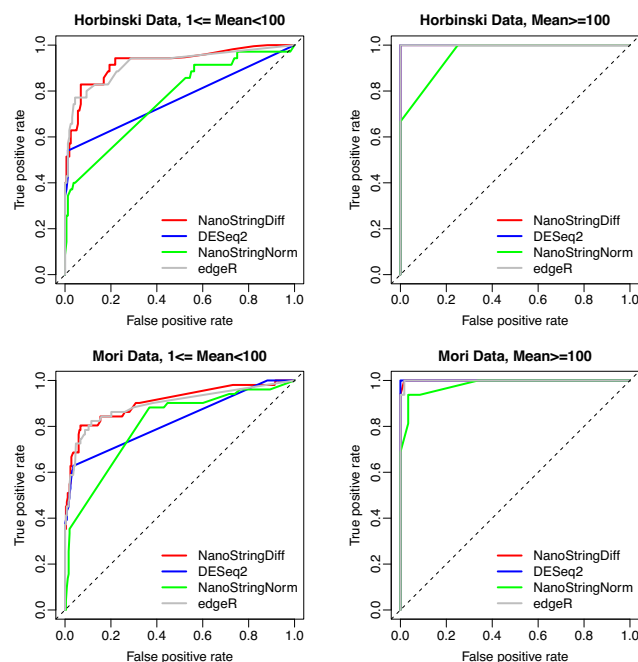 Horbinski Data, 1<= Mean<100
True positive rate
0.0 0.2 0.4 0.6 0.8 1.0
NanoStringDiff
DESeq2
NanoStringNorm
edgeR
0.0 0.2 0.4 0.6 0.8 1.0
False positive rate
Horbinski Data, Mean>=100
True positive rate
0.0 0.2 0.4 0.6 0.8 1.0
NanoStringDiff
DESeq2
NanoStringNorm
edgeR
0.0 0.2 0.4 0.6 0.8 1.0
False positive rate
Mori Data, 1<= Mean<100
True positive rate
0.0 0.2 0.4 0.6 0.8 1.0
NanoStringDiff
DESeq2
NanoStringNorm
edgeR
0.0 0.2 0.4 0.6 0.8 1.0
False positive rate
Mori Data, Mean>=100
True positive rate
0.0 0.2 0.4 0.6 0.8 1.0
NanoStringDiff
DESeq2
NanoStringNorm
edgeR
0.0 0.2 0.4 0.6 0.8 1.0
False positive rate